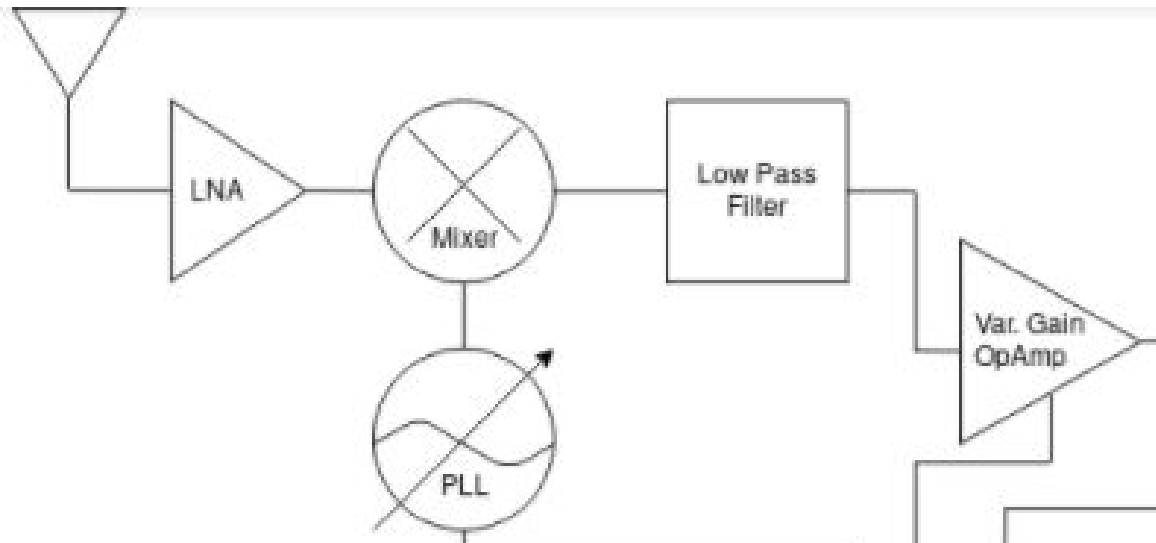 LNA
Mixer
Low Pass
Filter
Var. Gain
OpAmp
PLL